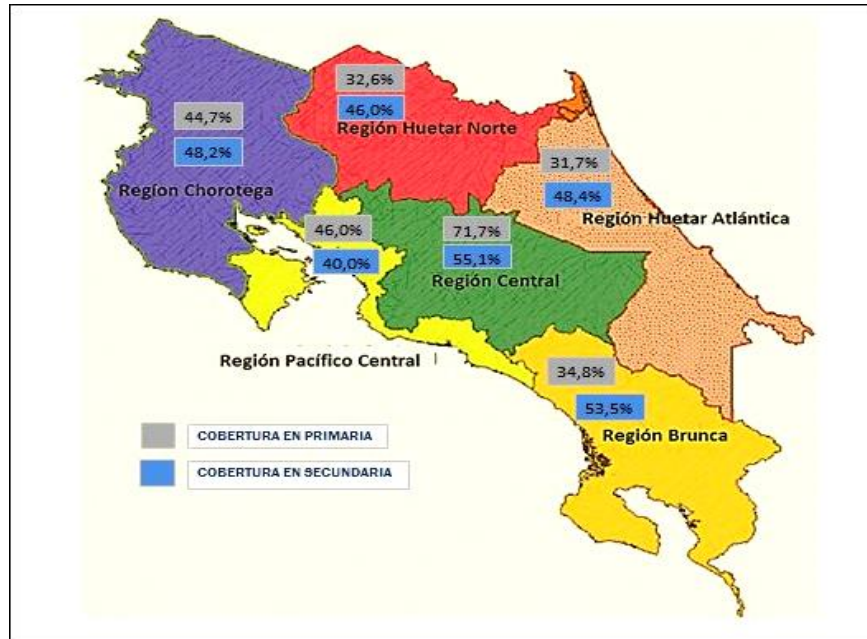 32,6%
46,0%
Región Huetar Norte
44,7%
48,2%
Regíon Chorotega
31,7%
48,4%
Región Huetar Atlántica
46,0%
40,0%
71,7%
55,1%
Región Central
Región Pacífico Central
34,8%
53,5%
Región Brunca
COBERTURA EN PRIMARIA
COBERTURA EN SECUNDARIA